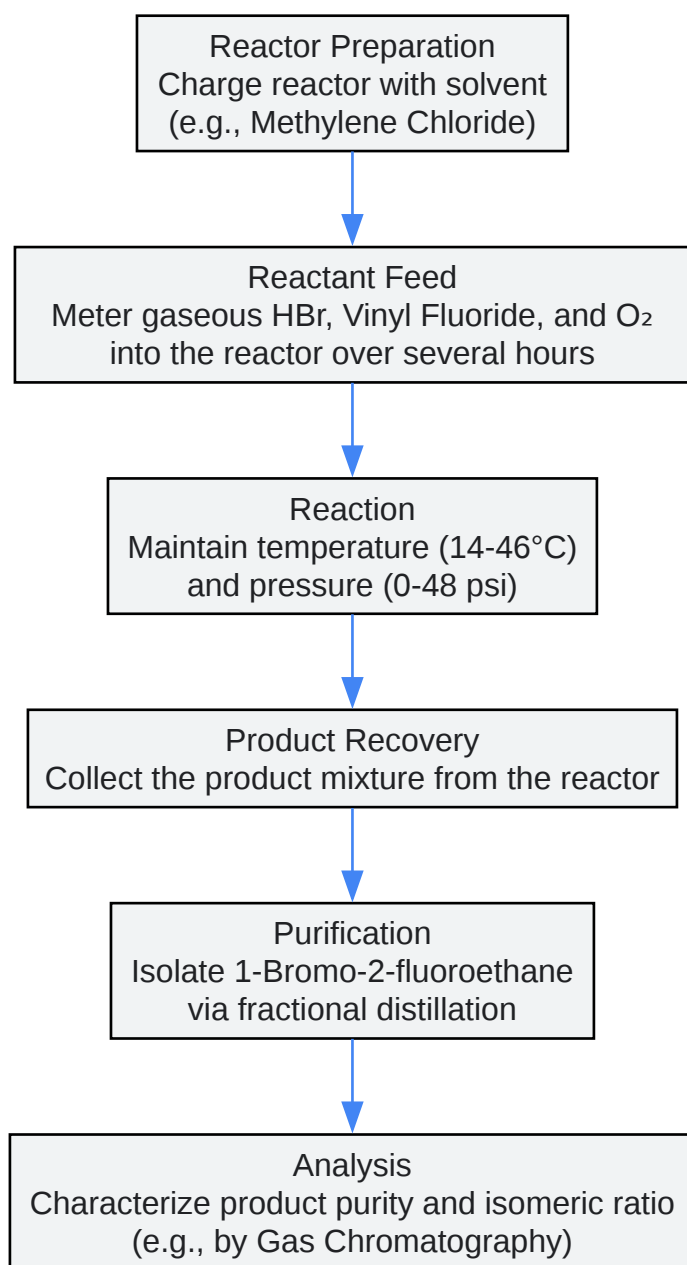 Reactor Preparation
Charge reactor with solvent
(e.g., Methylene Chloride)
Reactant Feed
Meter gaseous HBr, Vinyl Fluoride, and O₂
into the reactor over several hours
Reaction
Maintain temperature (14-46°C)
and pressure (0-48 psi)
Product Recovery
Collect the product mixture from the reactor
Purification
Isolate 1-Bromo-2-fluoroethane
via fractional distillation
Analysis
Characterize product purity and isomeric ratio
(e.g., by Gas Chromatography)